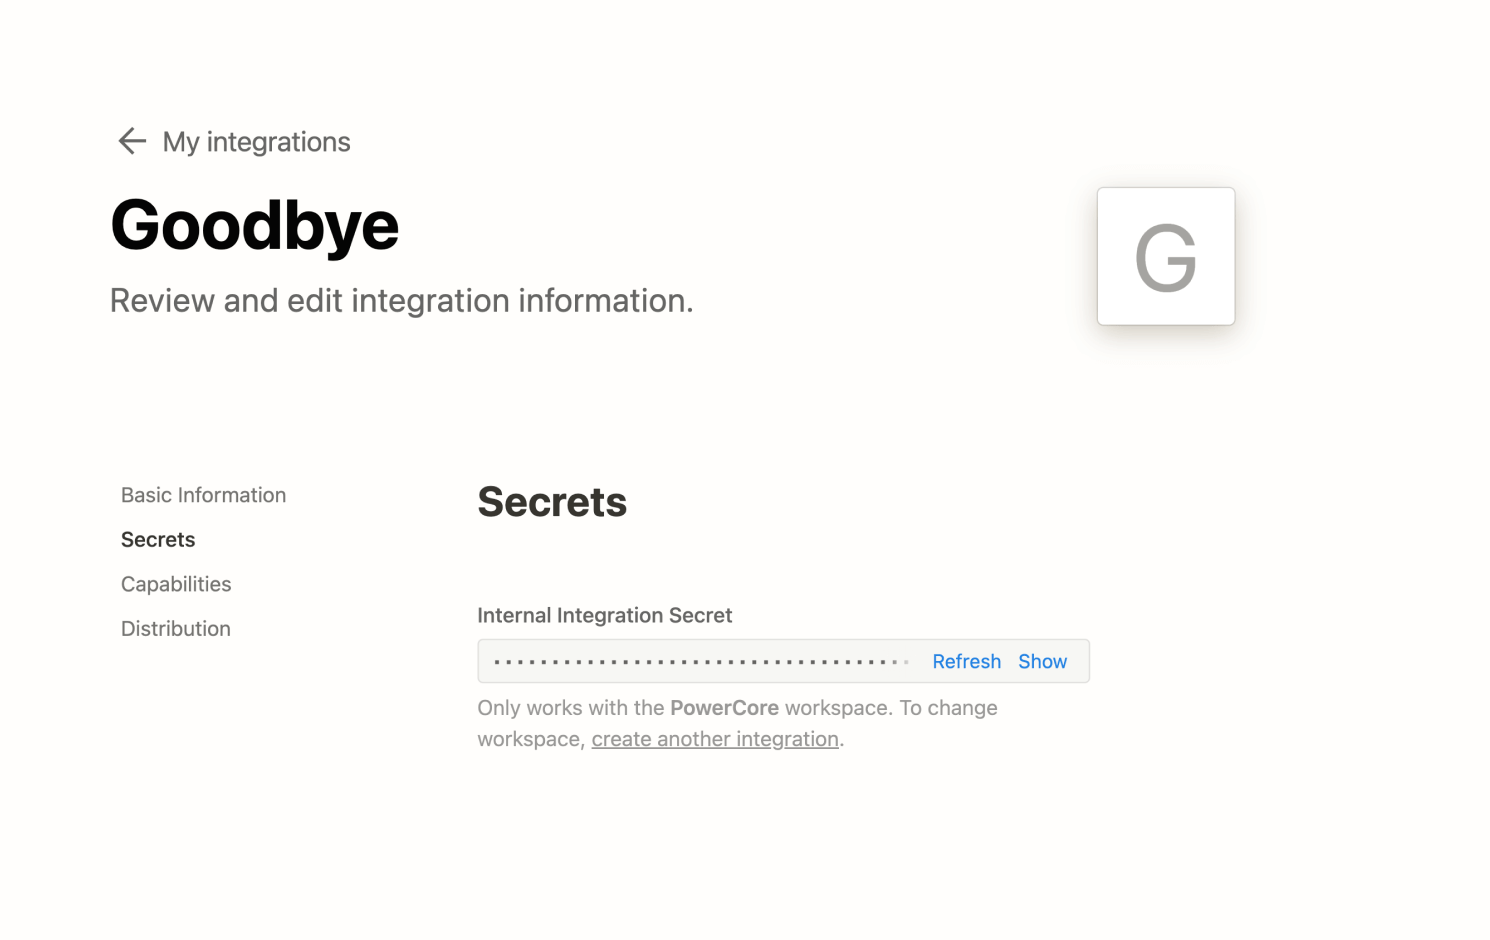 ← My integrations
Goodbye
Review and edit integration information.
G
Basic Information
Secrets
Capabilities
Distribution
Secrets
Internal Integration Secret
Refresh Show
Only works with the PowerCore workspace. To change
workspace, create another integration.